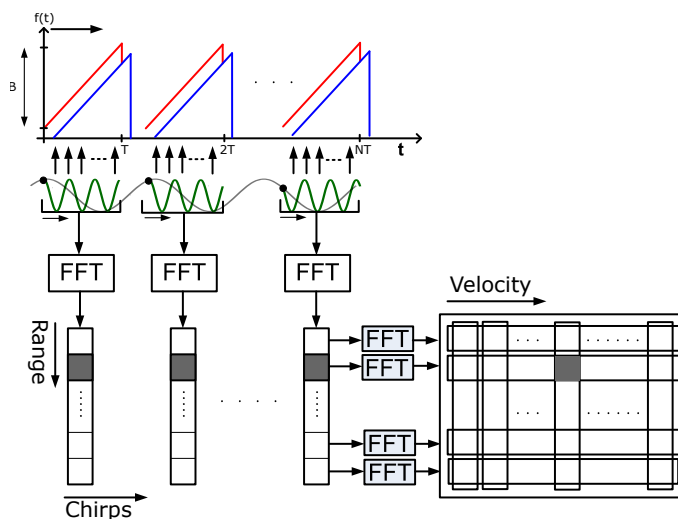 f(t)
B
T
2T
NT
t
FFT
FFT
FFT
Velocity
Range
FFT
FFT
FFT
FFT
Chirps